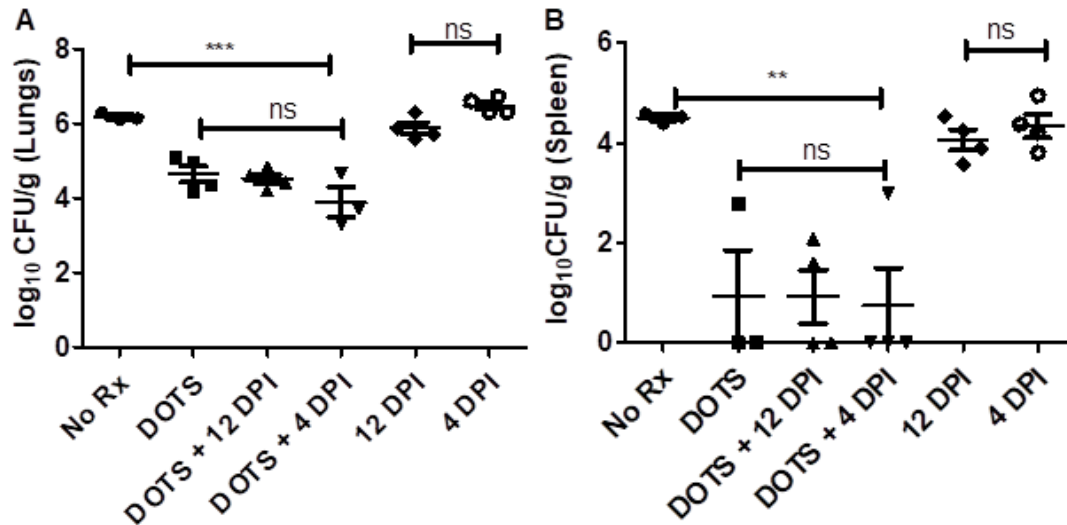 A
log10 CFU/g (Lungs)
8
6
4
2
0
***
ns
ns
No Rx
DOTS
DOTS + 12 DPI
DOTS + 4 DPI
12 DPI
4 DPI
B
log10CFU/g (Spleen)
6
4
2
0
**
ns
ns
No Rx
DOTS
DOTS + 12 DPI
DOTS + 4 DPI
12 DPI
4 DPI